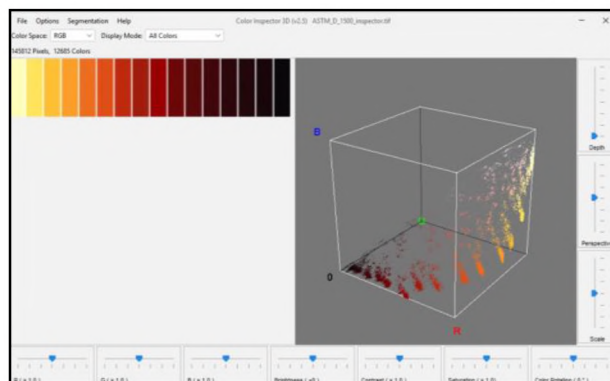 File Options Segmentation Help Color Inspector 3D (v2.5) ASTM_D_1500_inspector.tif
Color Space: RGB Display Mode: All Colors
145812 Pixels, 12685 Colors
B
0
R
Depth
Perspective
Scale